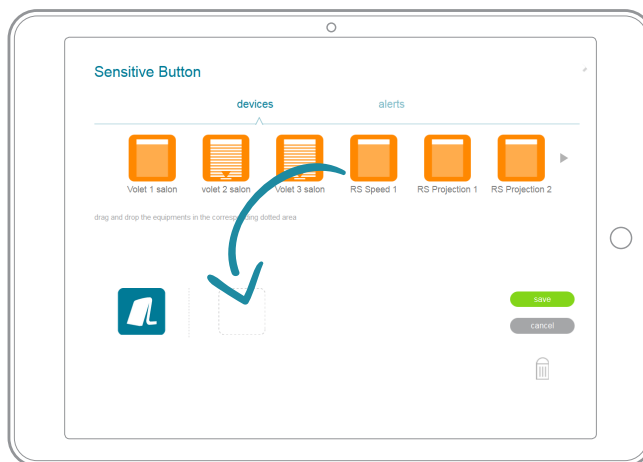 Sensitive Button
devices alerts
Volet 1 salon volet 2 salon Volet 3 salon RS Speed 1 RS Projection 1 RS Projection 2
drag and drop the equipments in the corresponding dotted area
save
cancel